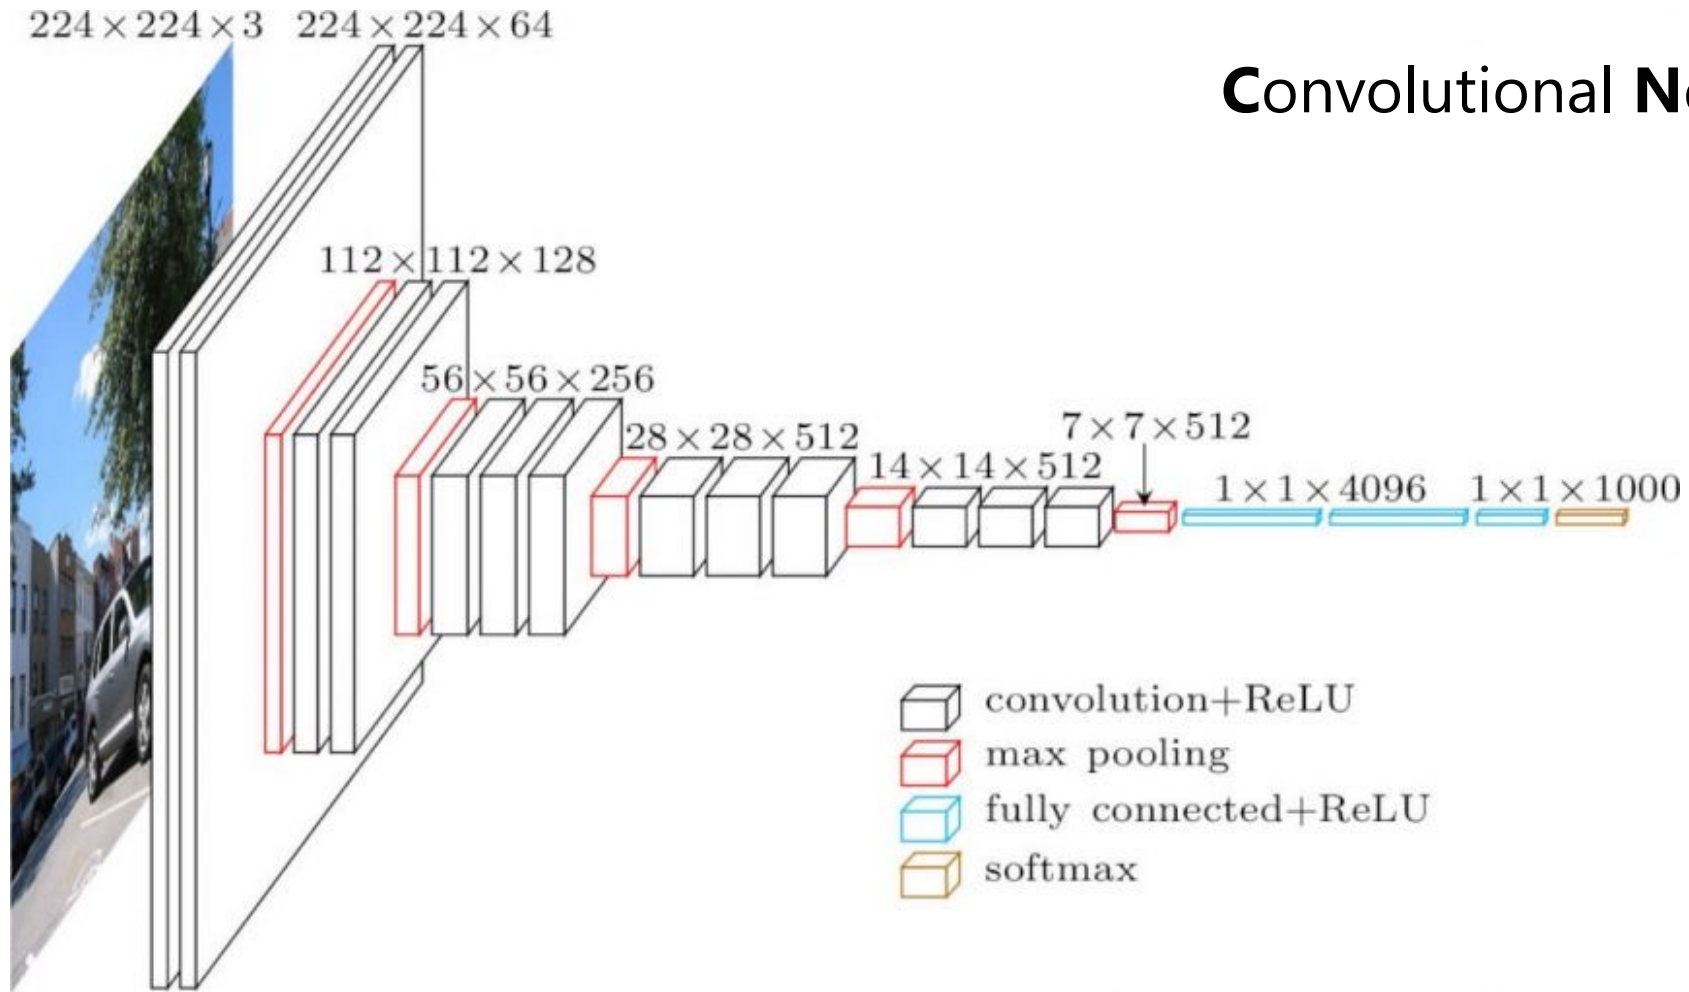 224×224×3
224×224×64
Convolutional
112×112×128
56×56×256
28×28×512
7×7×512
14×14×512
1×1×4096
1×1×1000
convolution+ReLU
max pooling
fully connected+ReLU
softmax